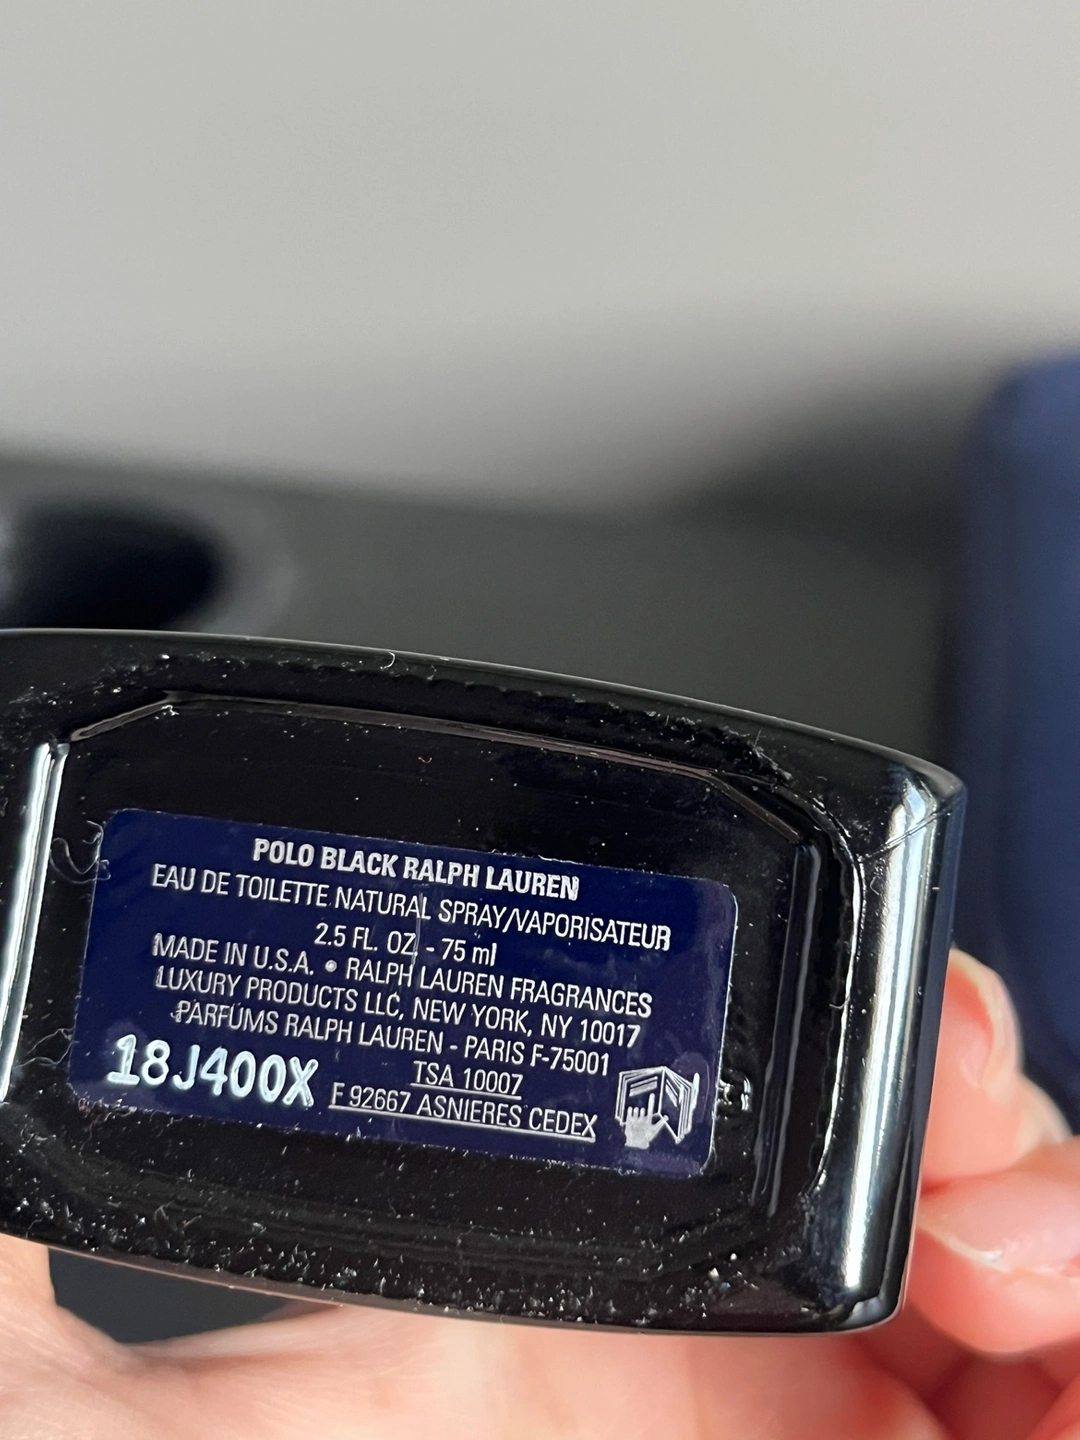 POLO BLACK RALPH LAUREN
EAU DE TOILETTE NATURAL SPRAY/VAPORISATEUR
2.5 FL. OZ. - 75 ml
MADE IN U.S.A. • RALPH LAUREN FRAGRANCES
LUXURY PRODUCTS LLC, NEW YORK, NY 10017
PARFUMS RALPH LAUREN - PARIS F-75001
TSA 10007
F 92667 ASNIERES CEDEX
18J400X